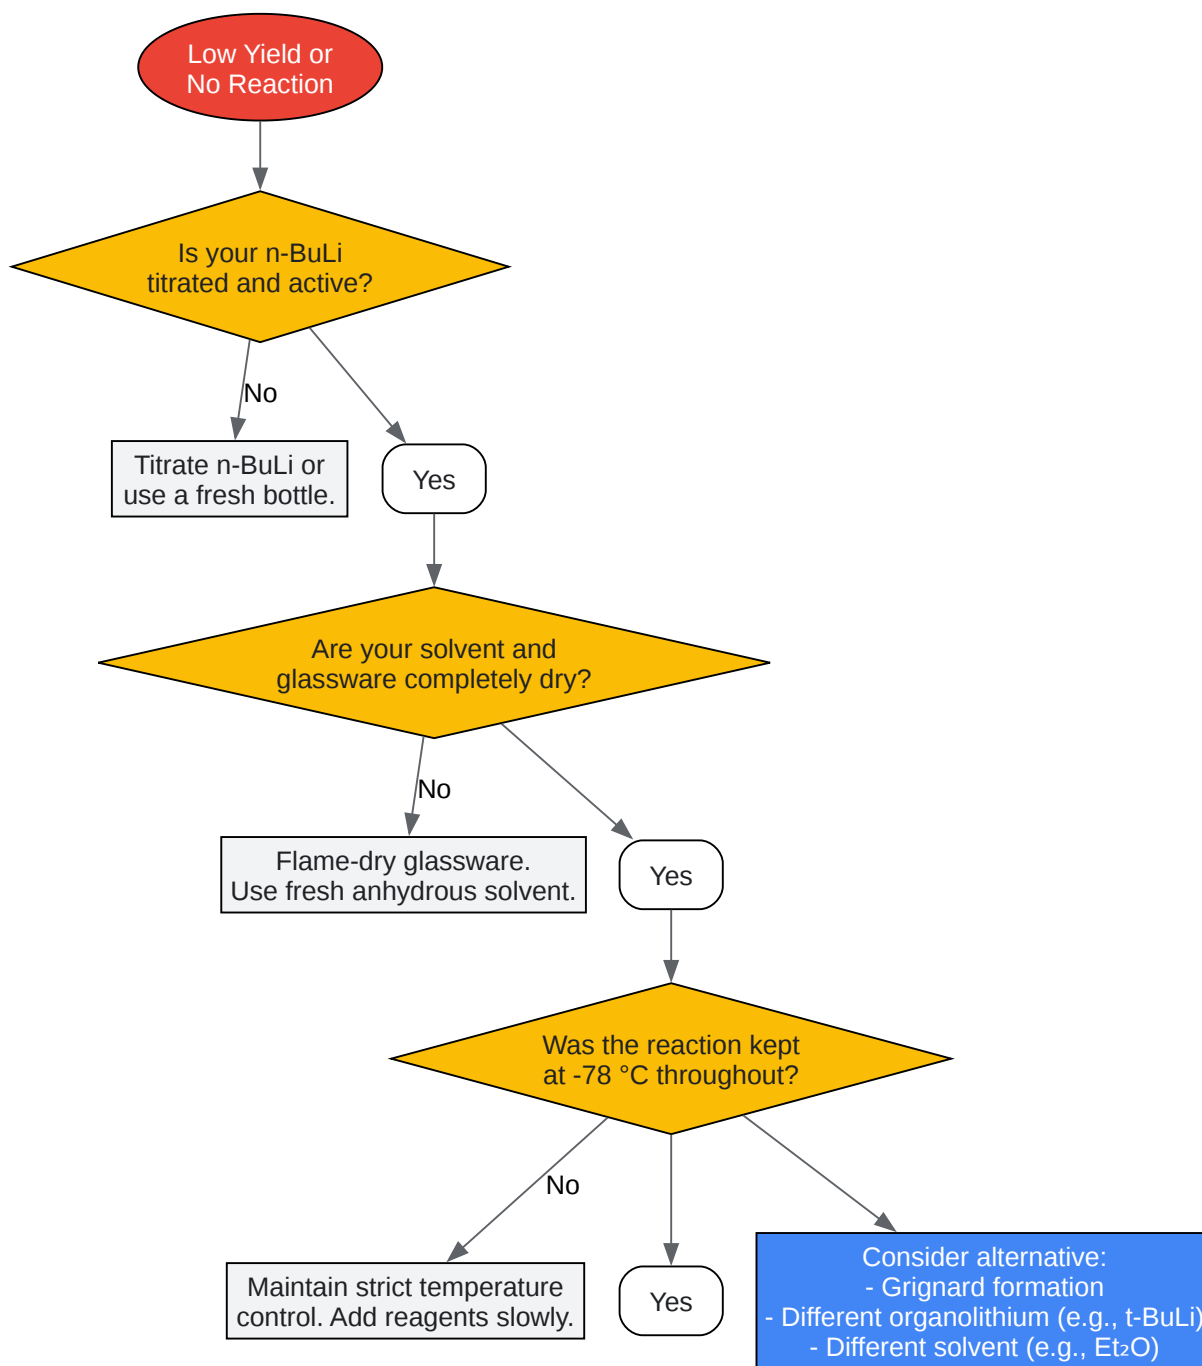 Low Yield or
No Reaction
Is your n-BuLi
titrated and active?
No
Titrate n-BuLi or
use a fresh bottle.
Yes
Are your solvent and
glassware completely dry?
No
Flame-dry glassware.
Use fresh anhydrous solvent.
Yes
Was the reaction kept
at -78 °C throughout?
No
Maintain strict temperature
control. Add reagents slowly.
Yes
Consider alternative:
- Grignard formation
- Different organolithium (e.g., t-BuLi)
- Different solvent (e.g., Et₂O)